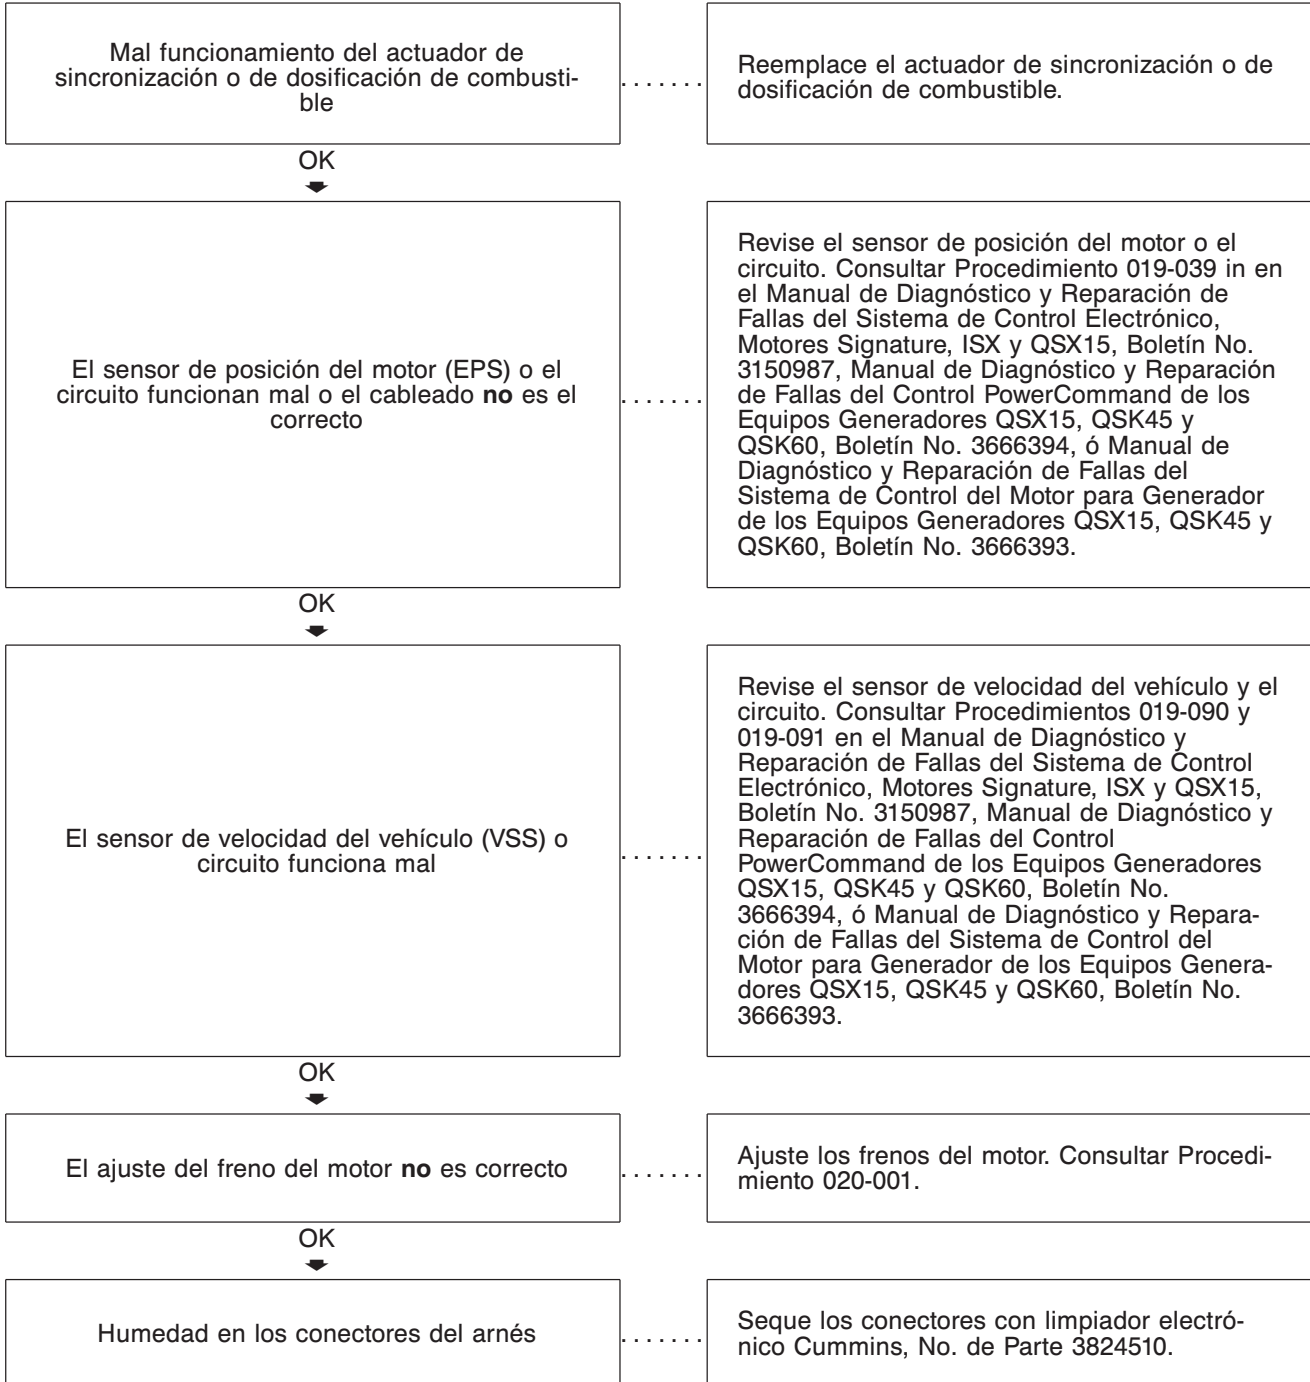 Mal funcionamiento del actuador de
sincronización o de dosificación de combusti-
ble
.......
Reemplace el actuador de sincronización o de
dosificación de combustible.
OK
El sensor de posición del motor (EPS) o el
circuito funcionan mal o el cableado no es el
correcto
.......
Revise el sensor de posición del motor o el
circuito. Consultar Procedimiento 019-039 in en
el Manual de Diagnóstico y Reparación de
Fallas del Sistema de Control Electrónico,
Motores Signature, ISX y QSX15, Boletín No.
3150987, Manual de Diagnóstico y Reparación
de Fallas del Control PowerCommand de los
Equipos Generadores QSX15, QSK45 y
QSK60, Boletín No. 3666394, ó Manual de
Diagnóstico y Reparación de Fallas del
Sistema de Control del Motor para Generador
de los Equipos Generadores QSX15, QSK45 y
QSK60, Boletín No. 3666393.
OK
El sensor de velocidad del vehículo (VSS) o
circuito funciona mal
.......
Revise el sensor de velocidad del vehículo y el
circuito. Consultar Procedimientos 019-090 y
019-091 en el Manual de Diagnóstico y
Reparación de Fallas del Sistema de Control
Electrónico, Motores Signature, ISX y QSX15,
Boletín No. 3150987, Manual de Diagnóstico y
Reparación de Fallas del Control
PowerCommand de los Equipos Generadores
QSX15, QSK45 y QSK60, Boletín No.
3666394, ó Manual de Diagnóstico y Repara-
ción de Fallas del Sistema de Control del
Motor para Generador de los Equipos Genera-
dores QSX15, QSK45 y QSK60, Boletín No.
3666393.
OK
El ajuste del freno del motor no es correcto
.......
Ajuste los frenos del motor. Consultar Procedi-
miento 020-001.
OK
Humedad en los conectores del arnés
.......
Seque los conectores con limpiador electró-
nico Cummins, No. de Parte 3824510.